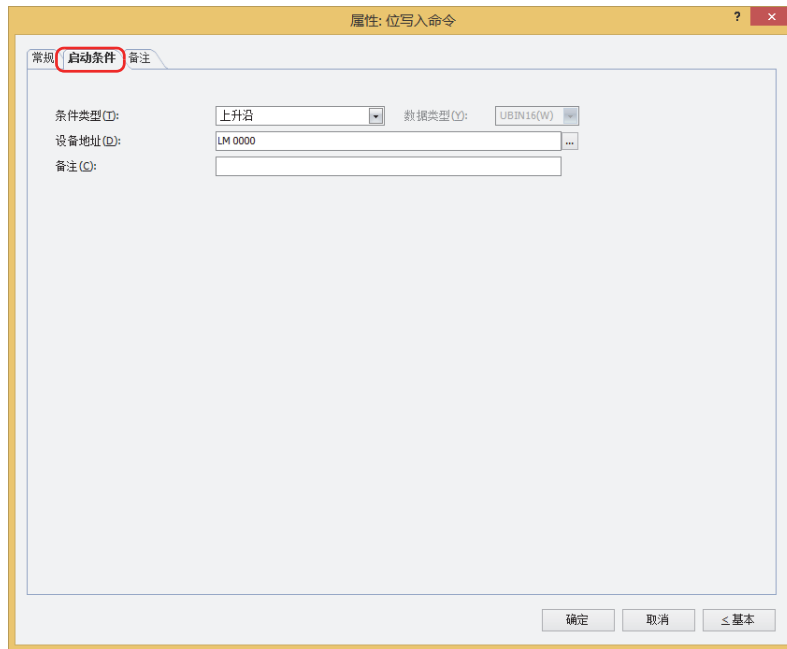 属性: 位写入命令
? ×
常规 启动条件 备注
条件类型(T): 上升沿 数据类型(Y): UBIN16(W)
设备地址(D): LM 0000 ...
备注(C):
确定 取消 ≤基本